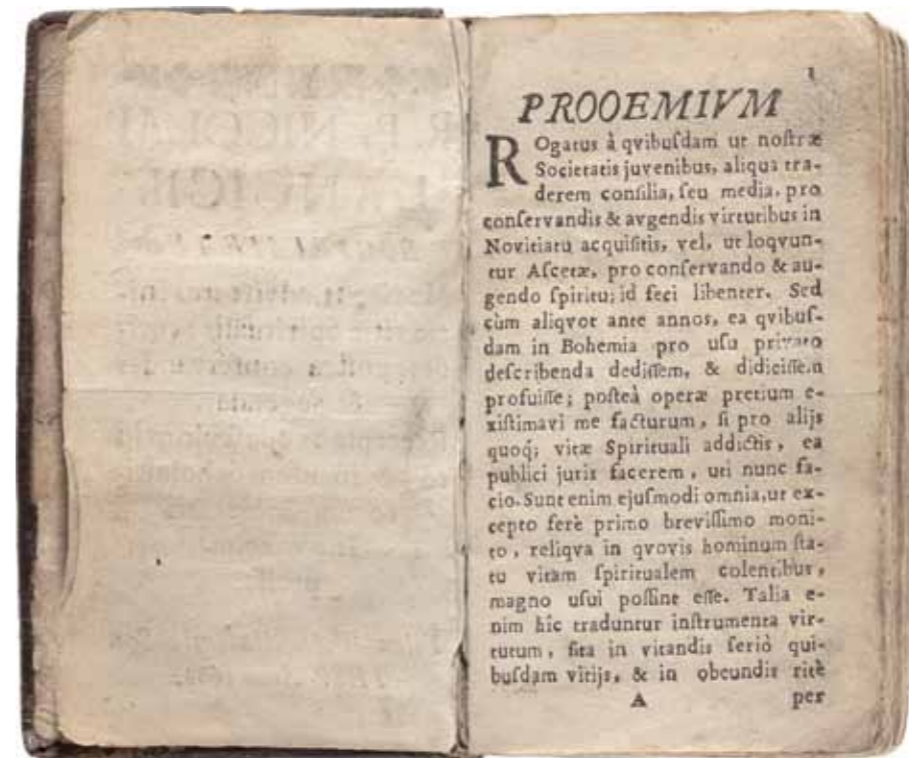 1
PROOEMIVM
ROgatus à qvibuſdam ut noſtræ
Societatis juvenibus, aliqua tra-
derem conſilia, ſeu media, pro
conſervandis & avgendis virtutibus in
Novitiatu acquiſitis, vel, ut loqvun-
tur Aſcetæ, pro conſervando & au-
gendo ſpiritu; id feci libenter. Sed
cùm aliqvot ante annos, ea qvibuſ-
dam in Bohemia pro uſu privato
deſcribenda dediſſem, & didiciſſem
profuiſſe; poſteà operæ pretium e-
xiſtimavi me facturum, ſi pro alijs
quoq; vitæ Spirituali addictis, ea
publici juris facerem, uti nunc fa-
cio. Sunt enim ejuſmodi omnia, ut ex-
cepto ferè primo breviſſimo moni-
to, reliqva in qvovis hominum ſta-
tu vitam ſpiritualem colentibus,
magno uſui poſſint eſſe. Talia e-
nim hîc traduntur inſtrumenta vir-
tutum, ſita in vitandis ſeriò qui-
buſdam vitijs, & in obeundis ritè
A per